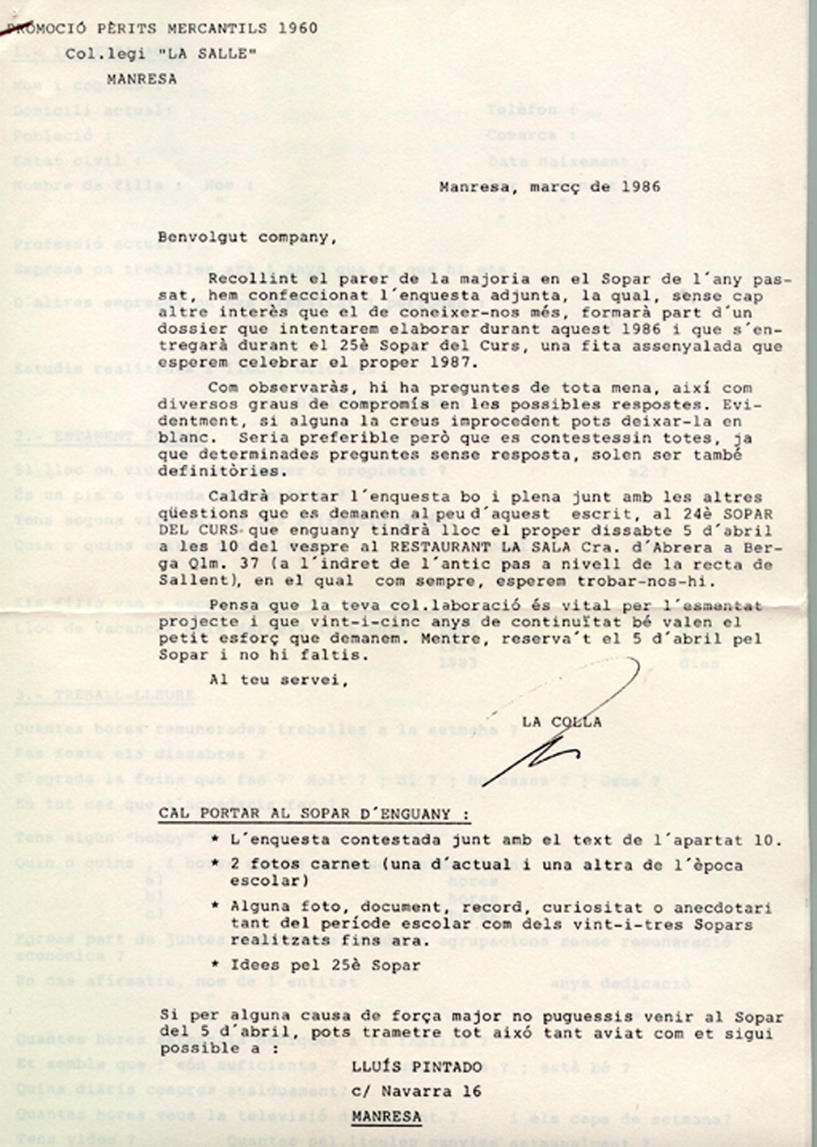 PROMOCIÓ PÈRITS MERCANTILS 1960
Col.legi "LA SALLE"
MANRESA
Manresa, marcç de 1986
Benvolgut company,
Recollint el parer de la majoria en el Sopar de l´any pas-
sat, hem confeccionat l´enquesta adjunta, la qual, sense cap
altre interès que el de coneixer-nos més, formarà part d´un
dossier que intentarem elaborar durant aquest 1986 i que s´en-
tregarà durant el 25è Sopar del Curs, una fita assenyalada que
esperem celebrar el proper 1987.
Com observaràs, hi ha preguntes de tota mena, així com
diversos graus de compromís en les possibles respostes. Evi-
dentment, si alguna la creus improcedent pots deixar-la en
blanc. Seria preferible però que es contestessin totes, ja
que determinades preguntes sense resposta, solen ser també
definitòries.
Caldrà portar l´enquesta bo i plena junt amb les altres
qüestions que es demanen al peu d´aquest escrit, al 24è SOPAR
DEL CURS que enguany tindrà lloc el proper dissabte 5 d´abril
a les 10 del vespre al RESTAURANT LA SALA Cra. d´Abrera a Ber-
ga Qlm. 37 (a l´indret de l´antic pas a nivell de la recta de
Sallent), en el qual com sempre, esperem trobar-nos-hi.
Pensa que la teva col.laboració és vital per l´esmentat
projecte i que vint-i-cinc anys de continuïtat bé valen el
petit esforç que demanem. Mentre, reserva´t el 5 d´abril pel
Sopar i no hi faltis.
Al teu servei,
LA COLLA
CAL PORTAR AL SOPAR D´ENGUANY :
* L´enquesta contestada junt amb el text de l´apartat 10.
* 2 fotos carnet (una d´actual i una altra de l´època
escolar)
* Alguna foto, document, record, curiositat o anecdotari
tant del període escolar com dels vint-i-tres Sopars
realitzats fins ara.
* Idees pel 25è Sopar
Si per alguna causa de força major no puguessis venir al Sopar
del 5 d´abril, pots trametre tot aixó tant aviat com et sigui
possible a :
LLUÍS PINTADO
c/ Navarra 16
MANRESA